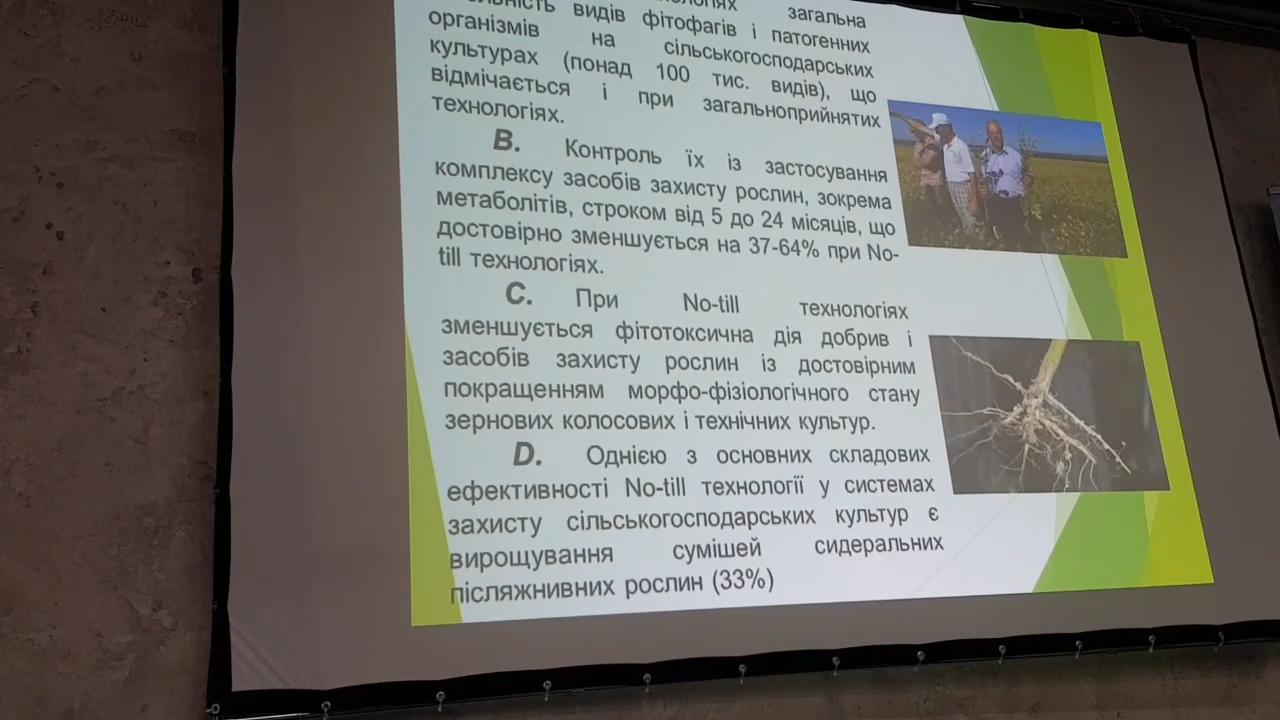 загальна
видів фітофагів і патогенних
організмів на сільськогосподарських
культурах (понад 100 тис. видів), що
відмічається і при загальноприйнятих
технологіях.
B. Контроль їх із застосування
комплексу засобів захисту рослин, зокрема
метаболітів, строком від 5 до 24 місяців, що
достовірно зменшується на 37-64% при No-
till технологіях.
C. При No-till технологіях
зменшується фітотоксична дія добрив і
засобів захисту рослин із достовірним
покращенням морфо-фізіологічного стану
зернових колосових і технічних культур.
D. Однією з основних складових
ефективності No-till технології у системах
захисту сільськогосподарських культур є
вирощування сумішей сидеральних
післяжнивних рослин (33%)